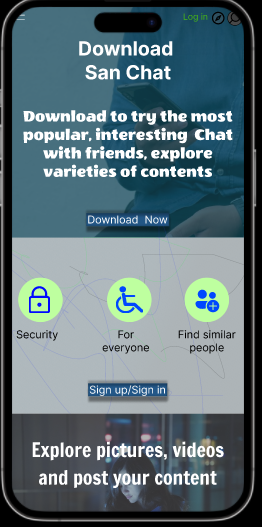 Log in
Download
San Chat
Download to try the most
popular, interesting Chat
with friends, explore
varieties of contents
Download Now
Security
For
everyone
Find similar
people
Sign up/Sign in
Explore pictures, videos
and post your content